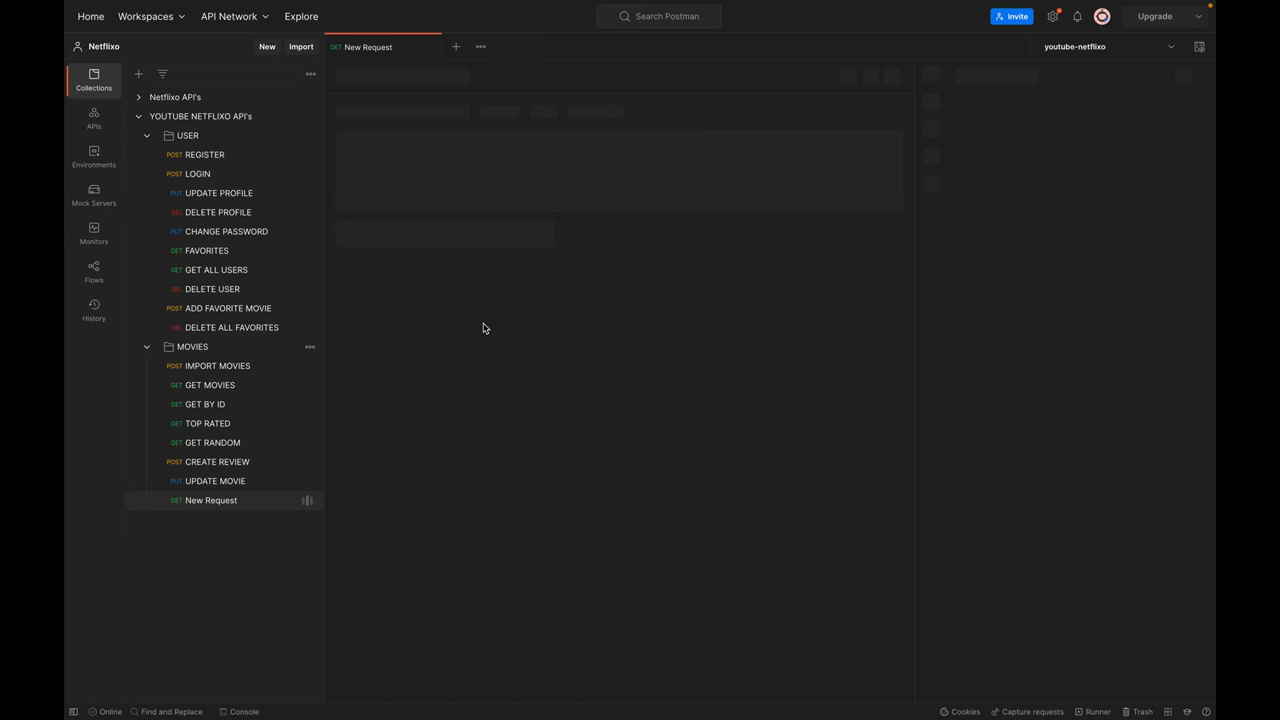 Home Workspaces API Network Explore Search Postman Invite Upgrade
Netflixo New Import GET New Request youtube-netflixo
Collections
APIs
Environments
Mock Servers
Monitors
Flows
History
Netflixo API's
YOUTUBE NETFLIXO API's
USER
POST REGISTER
POST LOGIN
PUT UPDATE PROFILE
DEL DELETE PROFILE
PUT CHANGE PASSWORD
GET FAVORITES
GET GET ALL USERS
DEL DELETE USER
POST ADD FAVORITE MOVIE
DEL DELETE ALL FAVORITES
MOVIES
POST IMPORT MOVIES
GET GET MOVIES
GET GET BY ID
GET TOP RATED
GET GET RANDOM
POST CREATE REVIEW
PUT UPDATE MOVIE
GET New Request
Online Find and Replace Console Cookies Capture requests Runner Trash